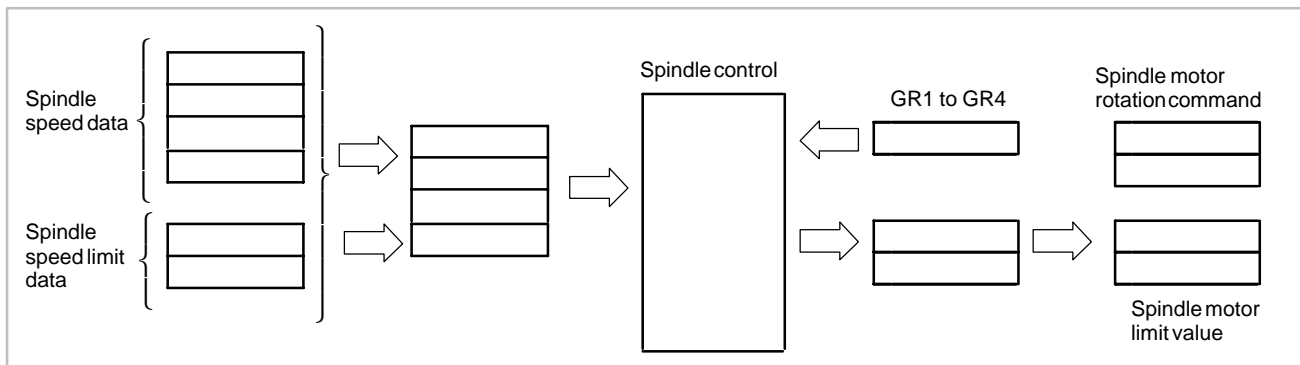 Spindle
speed data
Spindle
speed limit
data
Spindle control
GR1 to GR4
Spindle motor
rotation command
Spindle motor
limit value